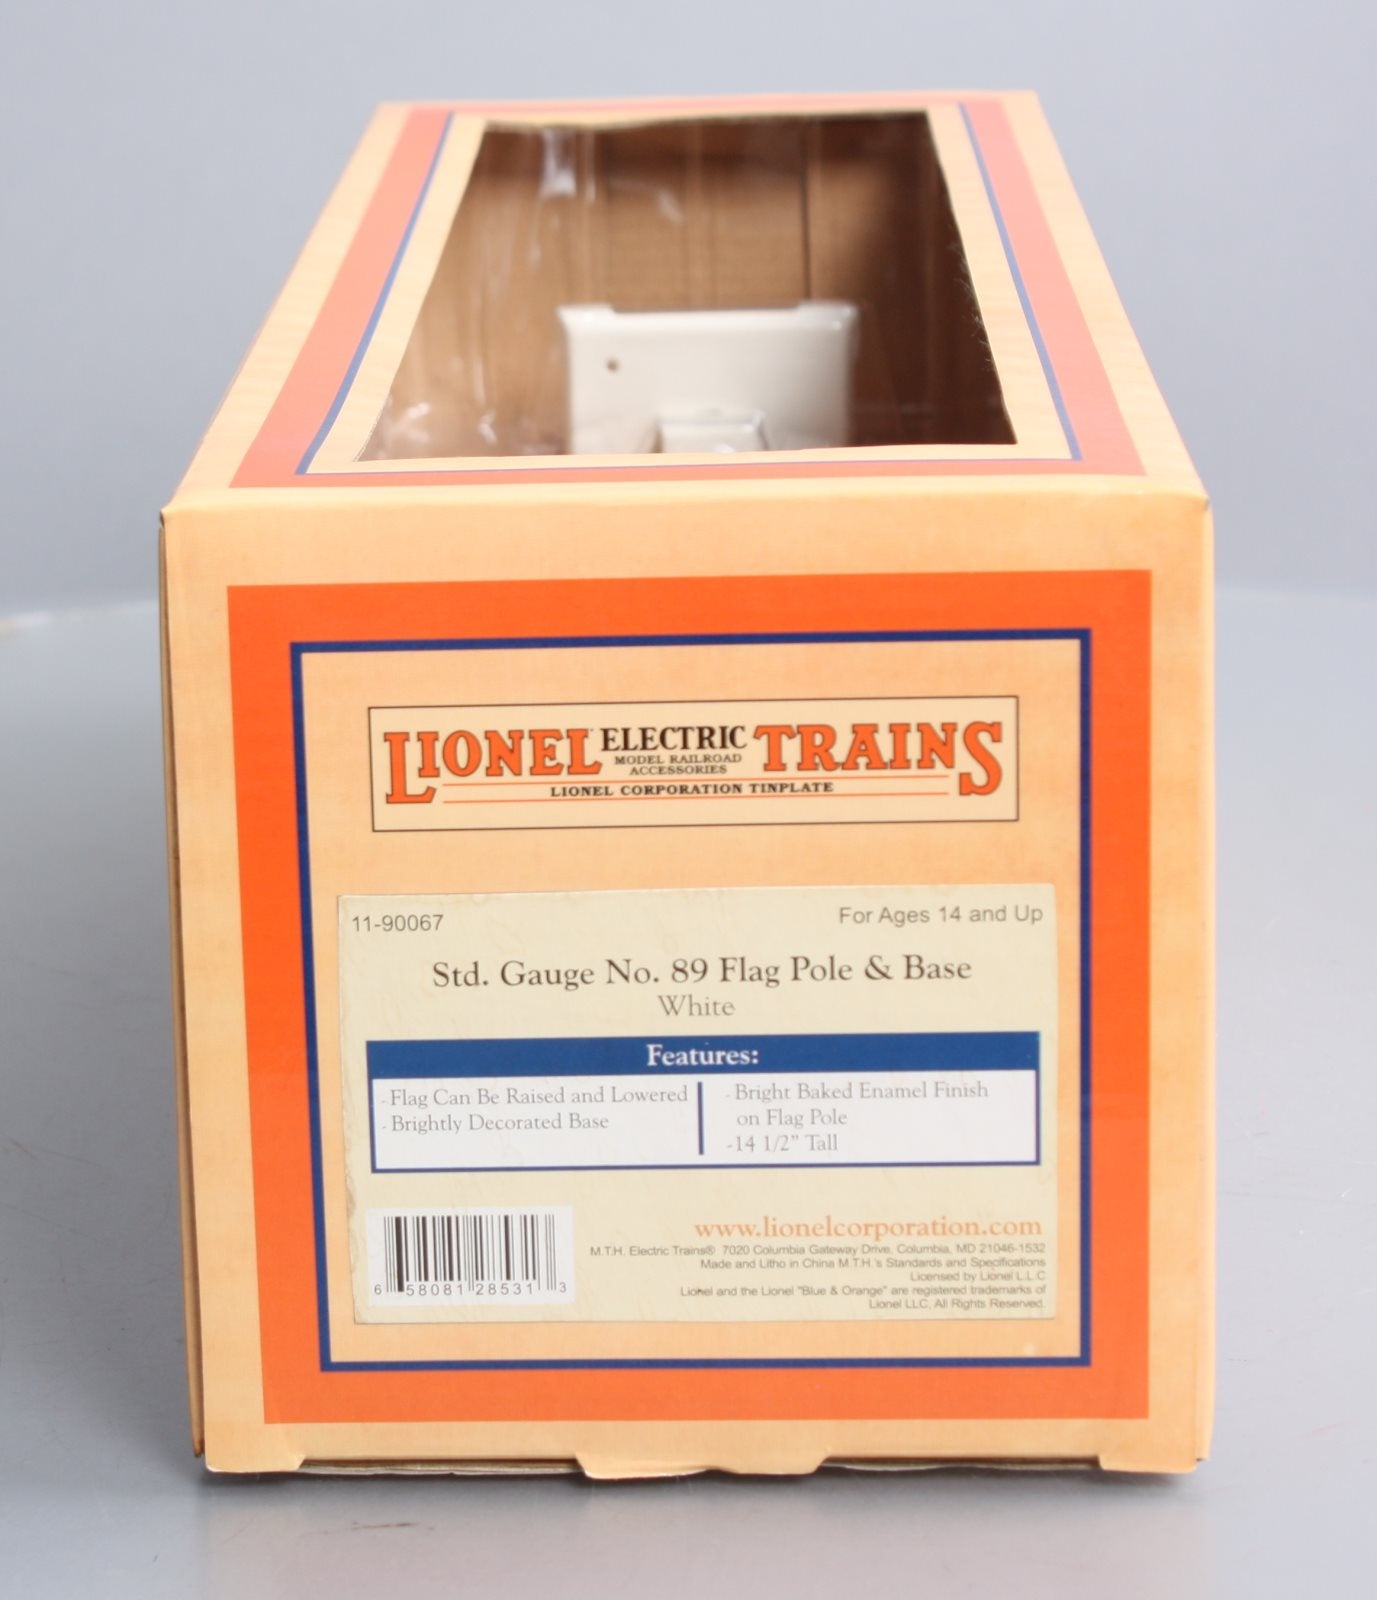 LIONEL ELECTRIC TRAINS
MODEL RAILROAD
ACCESSORIES
LIONEL CORPORATION TINPLATE
11-90067
For Ages 14 and Up
Std. Gauge No. 89 Flag Pole & Base
White
Features:
- Flag Can Be Raised and Lowered
- Brightly Decorated Base
- Bright Baked Enamel Finish
on Flag Pole
-14 1/2" Tall
6 58081 28531 3
www.lionelcorporation.com
M.T.H. Electric Trains® 7020 Columbia Gateway Drive, Columbia, MD 21046-1532
Made and Litho in China M.T.H.'s Standards and Specifications
Licensed by Lionel L.L.C
Lionel and the Lionel "Blue & Orange" are registered trademarks of
Lionel LLC, All Rights Reserved.